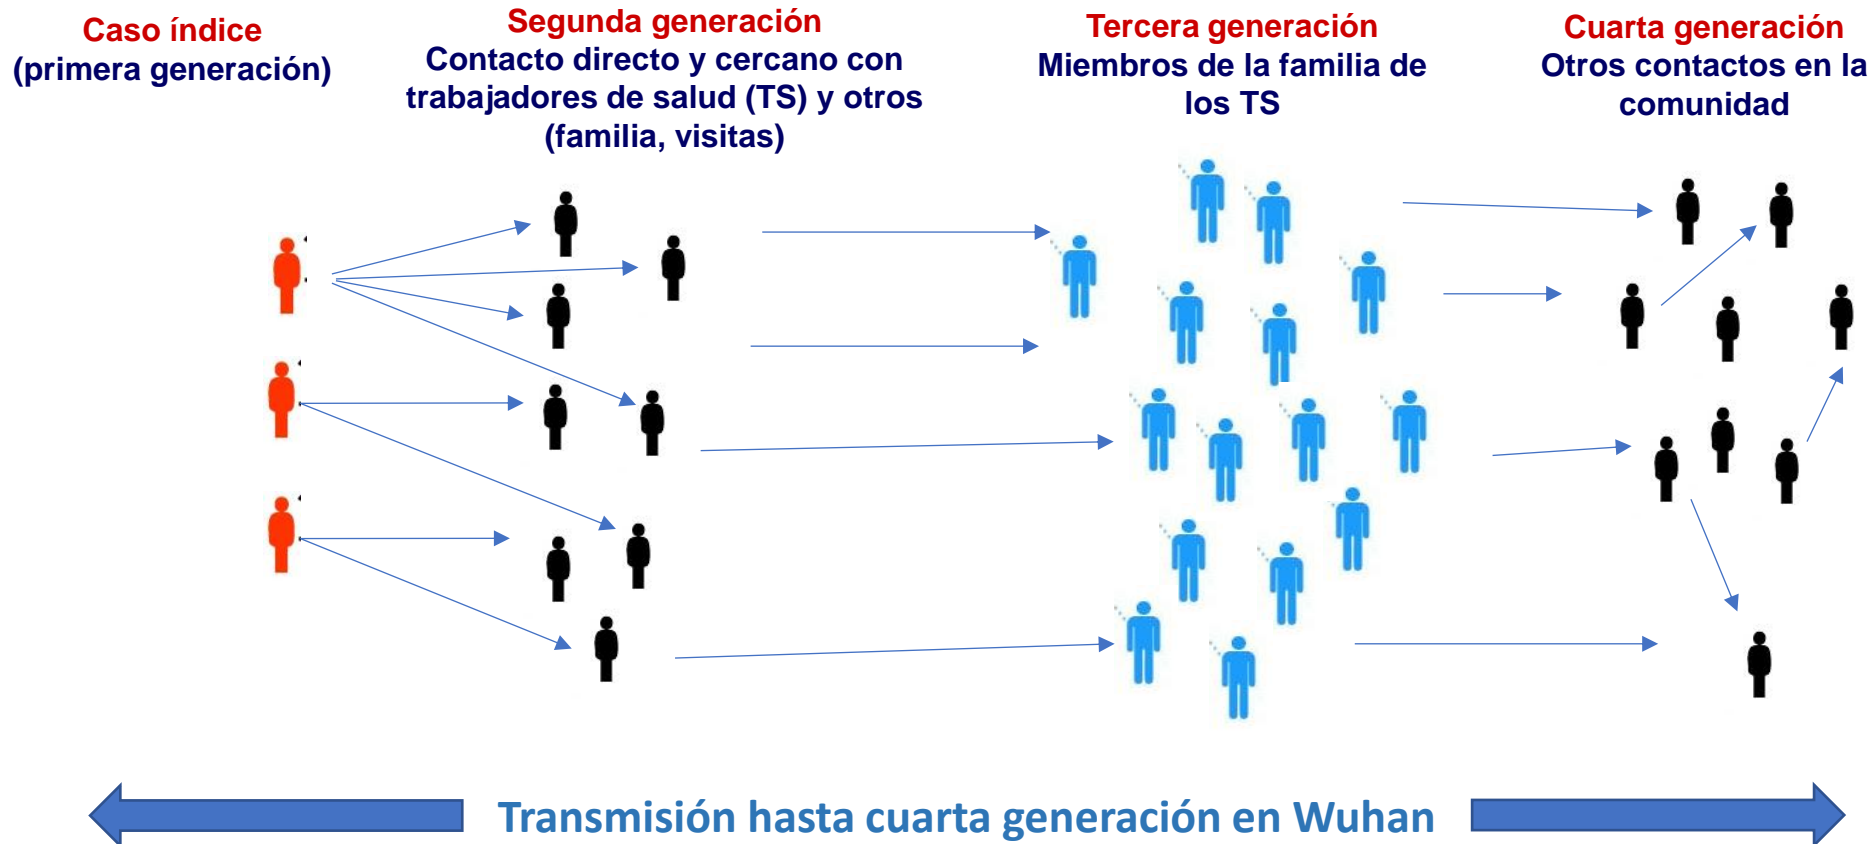 Caso índice
(primera generación)
Segunda generación
Contacto directo y cercano con
trabajadores de salud (TS) y otros
(familia, visitas)
Tercera generación
Miembros de la familia de
los TS
Cuarta generación
Otros contactos en la
comunidad
Transmisión hasta cuarta generación en Wuhan